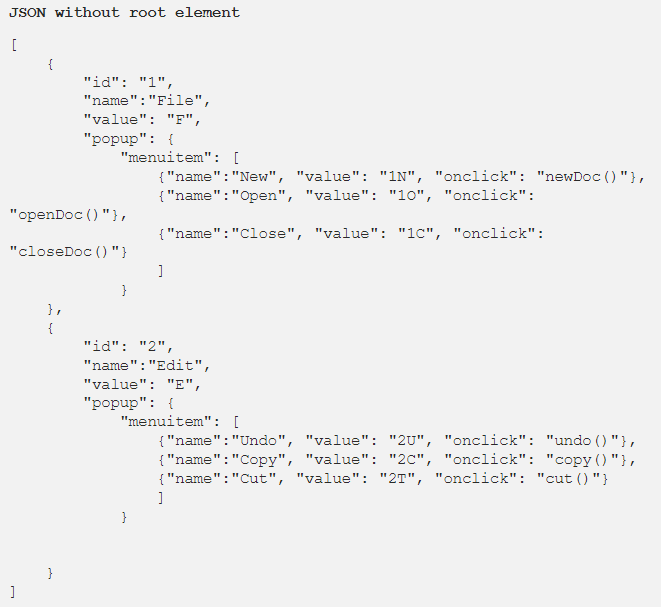 JSON without root element
[
    {
        "id": "1",
        "name":"File",
        "value": "F",
        "popup": {
            "menuitem": [
                {"name":"New", "value": "1N", "onclick": "newDoc()"},
                {"name":"Open", "value": "1O", "onclick":
"openDoc()"},
                {"name":"Close", "value": "1C", "onclick":
"closeDoc()"}
                ]
            }
    },
    {
        "id": "2",
        "name":"Edit",
        "value": "E",
        "popup": {
            "menuitem": [
                {"name":"Undo", "value": "2U", "onclick": "undo()"},
                {"name":"Copy", "value": "2C", "onclick": "copy()"},
                {"name":"Cut", "value": "2T", "onclick": "cut()"}
                ]
            }
    }
]